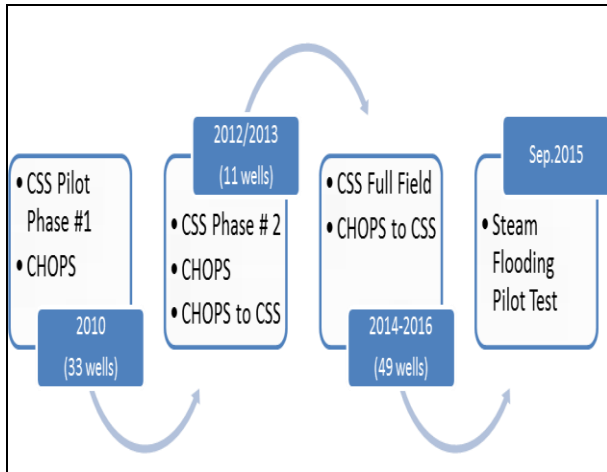 • CSS Pilot
Phase #1
• CHOPS
2010
(33 wells)
2012/2013
(11 wells)
• CSS Phase # 2
• CHOPS
• CHOPS to CSS
• CSS Full Field
• CHOPS to CSS
2014-2016
(49 wells)
Sep.2015
• Steam
Flooding
Pilot Test